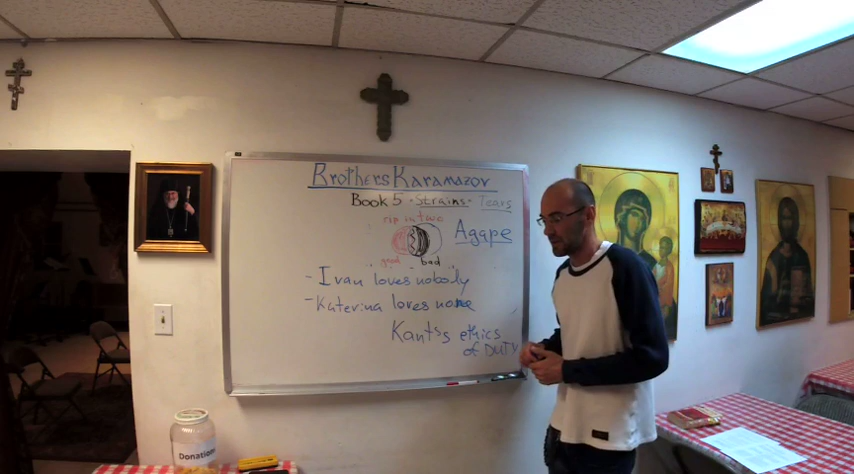 Brothers Karamazov
Book 5 - Strains - Tears
rip in two
Agape
good bad
- Ivan "loves" nobody
- Katerina loves none
Kant's ethics
of DUTY
Donations